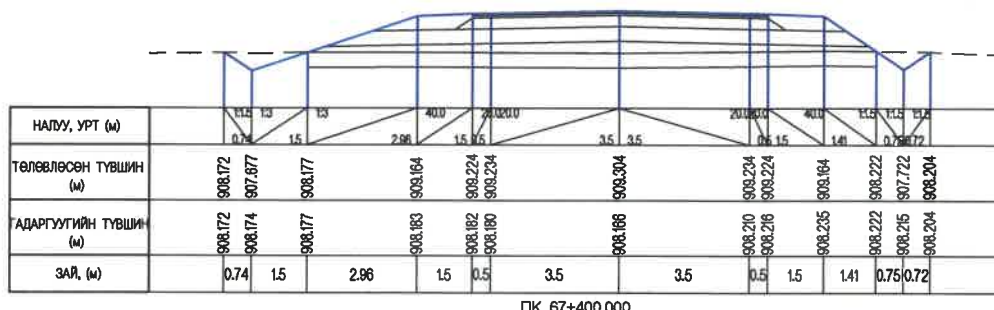 НАЛУУ, УРТ (м)
1:1.5 1:3 1:3 40.0 20.0 20.0 40.0 1:1.5 1:1.5 1:1.5
0.74 1.5 2.96 1.5 0.5 3.5 3.5 0.5 1.5 1.41 0.75 0.72
ТӨЛӨВЛӨСӨН ТҮВШИН
(м)
908.172 907.677 908.177 909.164 909.224 909.234 909.304 909.234 909.224 909.164 908.222 907.722 908.204
ГАДАРГУУГИЙН ТҮВШИН
(м)
908.172 908.174 908.177 908.183 908.182 908.180 908.166 908.210 908.216 908.235 908.222 908.215 908.204
ЗАЙ, (м)
0.74 1.5 2.96 1.5 0.5 3.5 3.5 0.5 1.5 1.41 0.75 0.72
ПК 67+400.000